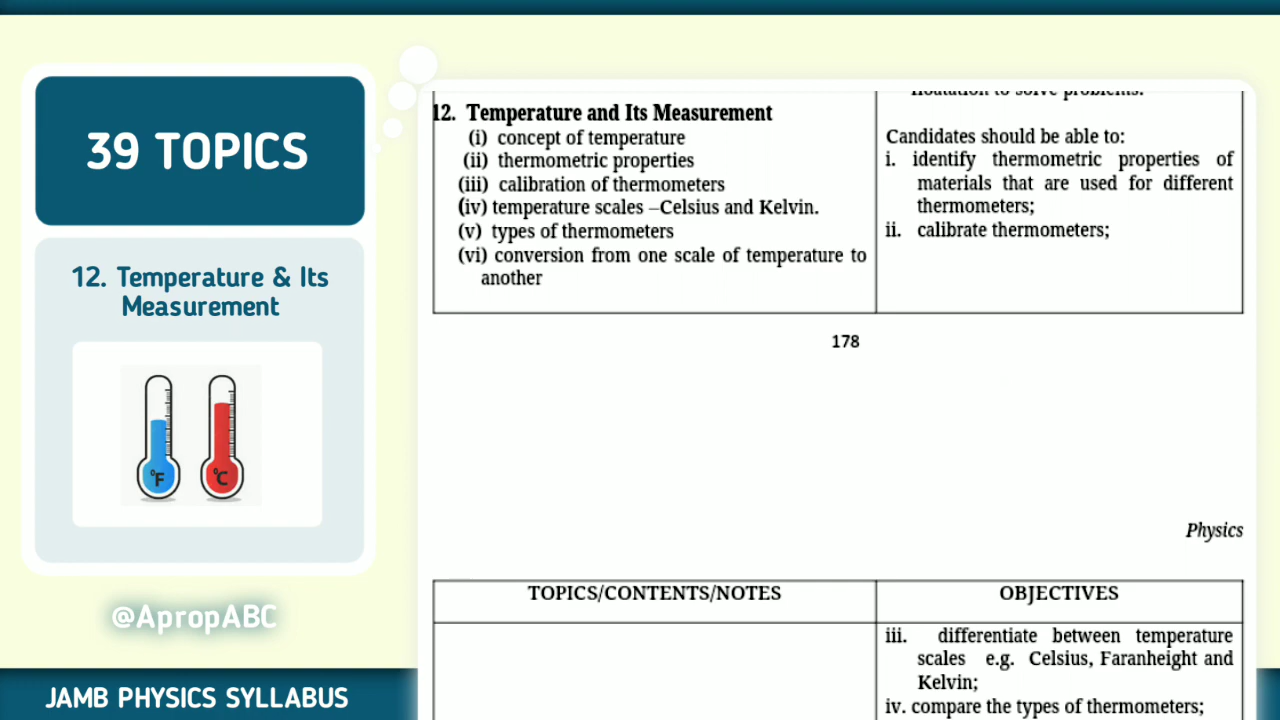 39 TOPICS
12. Temperature & Its
Measurement
°F
°C
@ApropABC
JAMB PHYSICS SYLLABUS
12. Temperature and Its Measurement
(i) concept of temperature
(ii) thermometric properties
(iii) calibration of thermometers
(iv) temperature scales –Celsius and Kelvin.
(v) types of thermometers
(vi) conversion from one scale of temperature to
another
floatation to solve problems.
Candidates should be able to:
i. identify thermometric properties of
materials that are used for different
thermometers;
ii. calibrate thermometers;
178
Physics
TOPICS/CONTENTS/NOTES
OBJECTIVES
iii. differentiate between temperature
scales e.g. Celsius, Faranheight and
Kelvin;
iv. compare the types of thermometers;